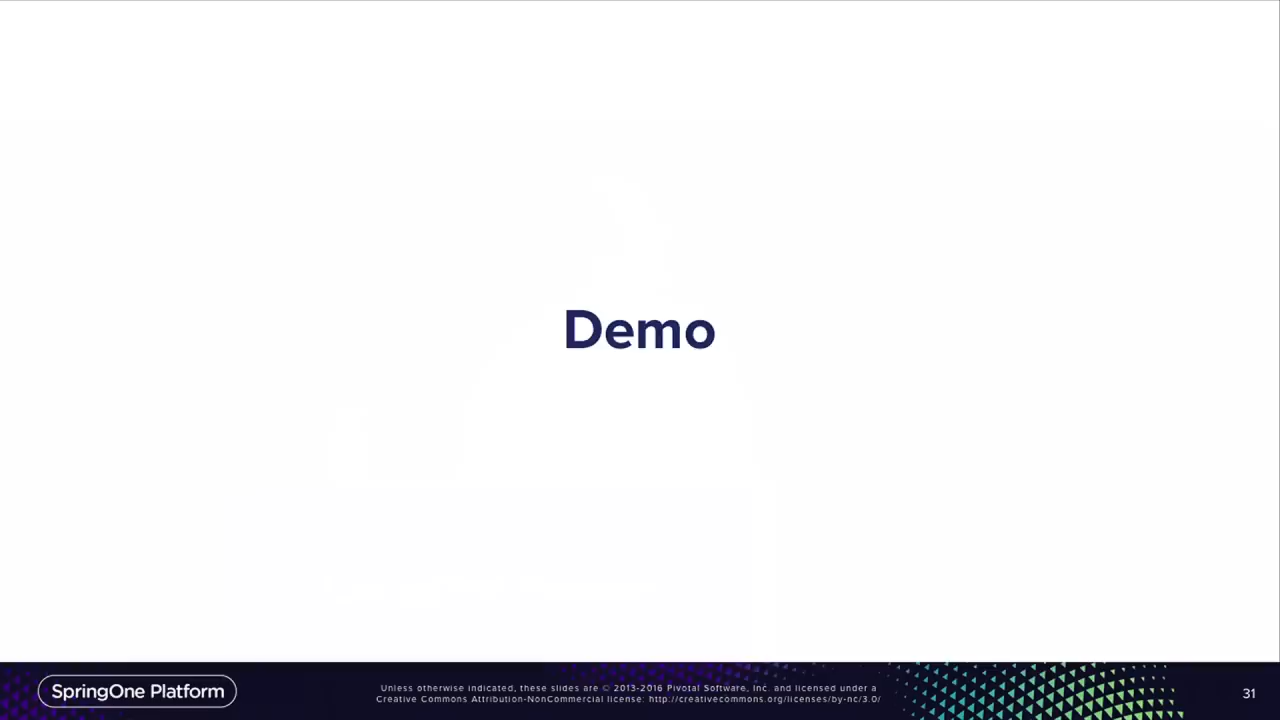 Demo
SpringOne Platform
Unless otherwise indicated, these slides are © 2013-2016 Pivotal Software, Inc. and licensed under a
Creative Commons Attribution-NonCommercial license: http://creativecommons.org/licenses/by-nc/3.0/
31